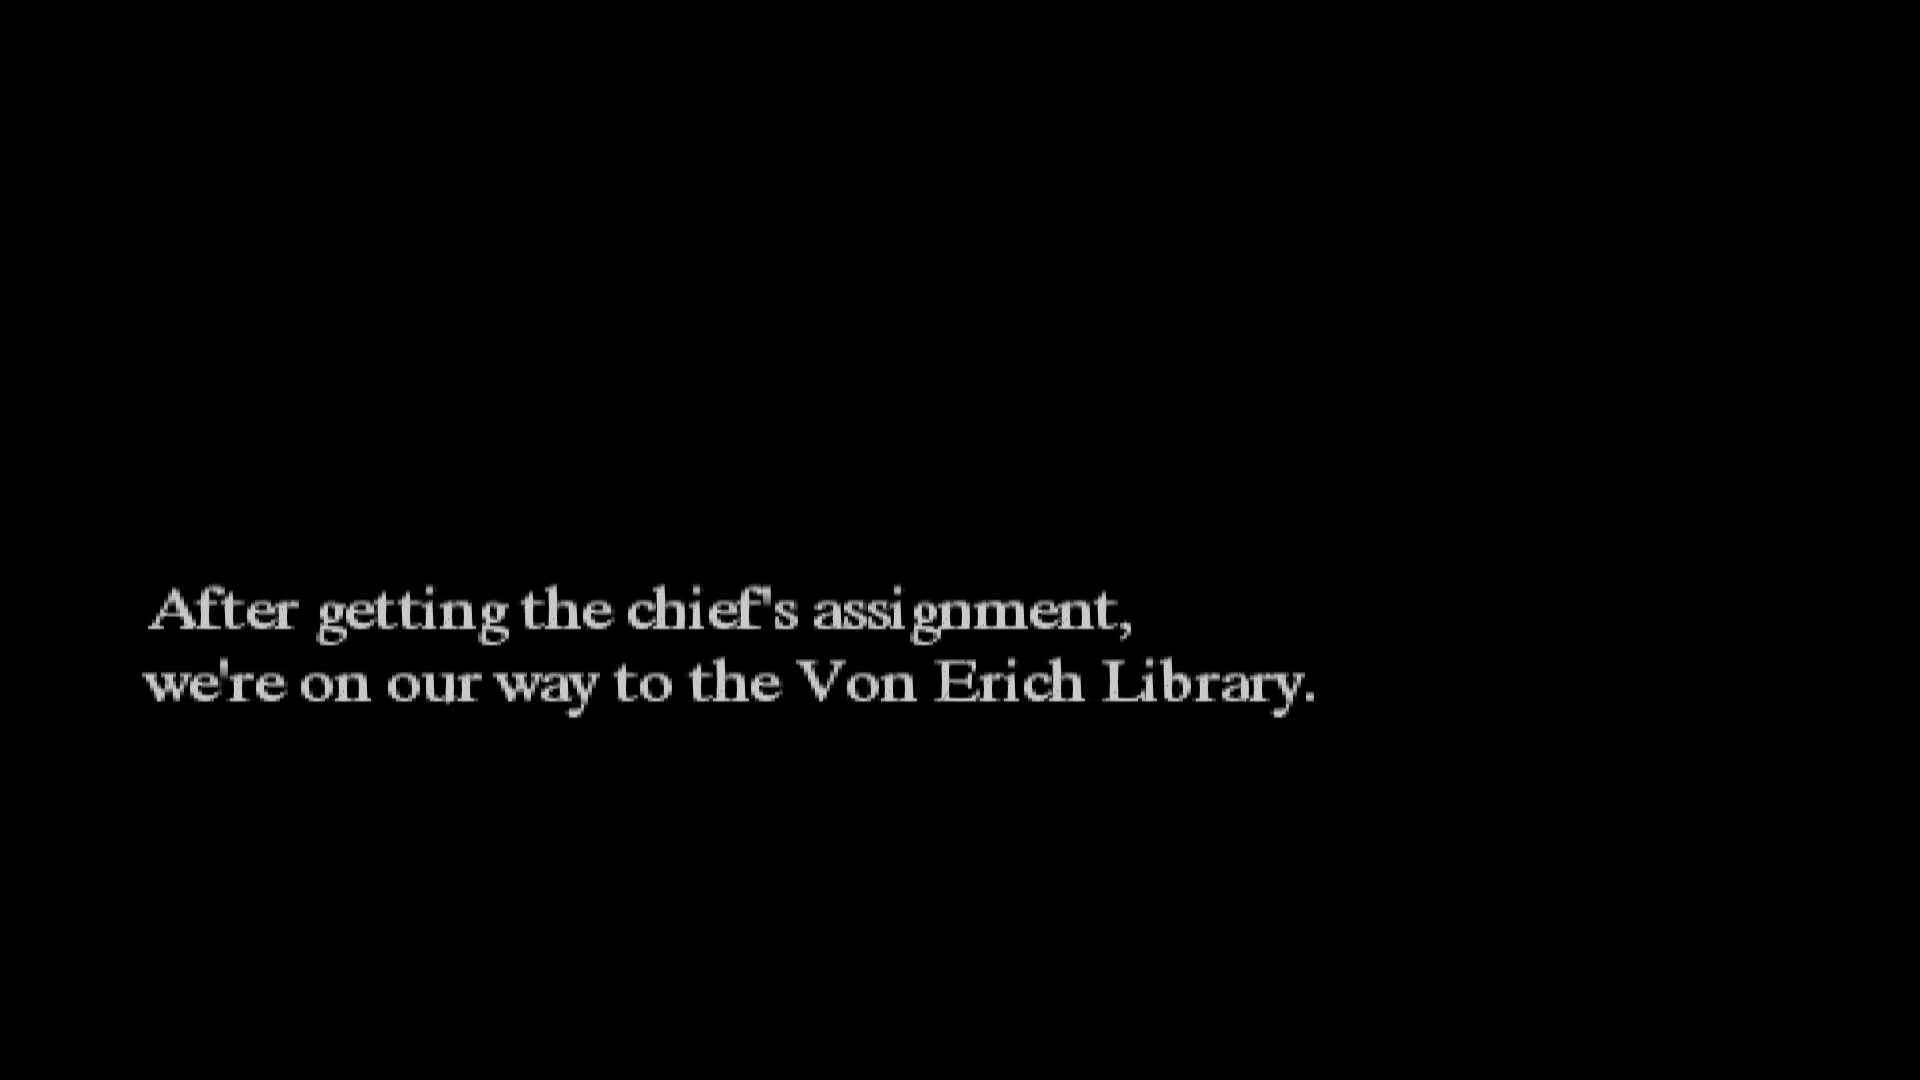 After getting the chief's assignment,
we're on our way to the Von Erich Library.